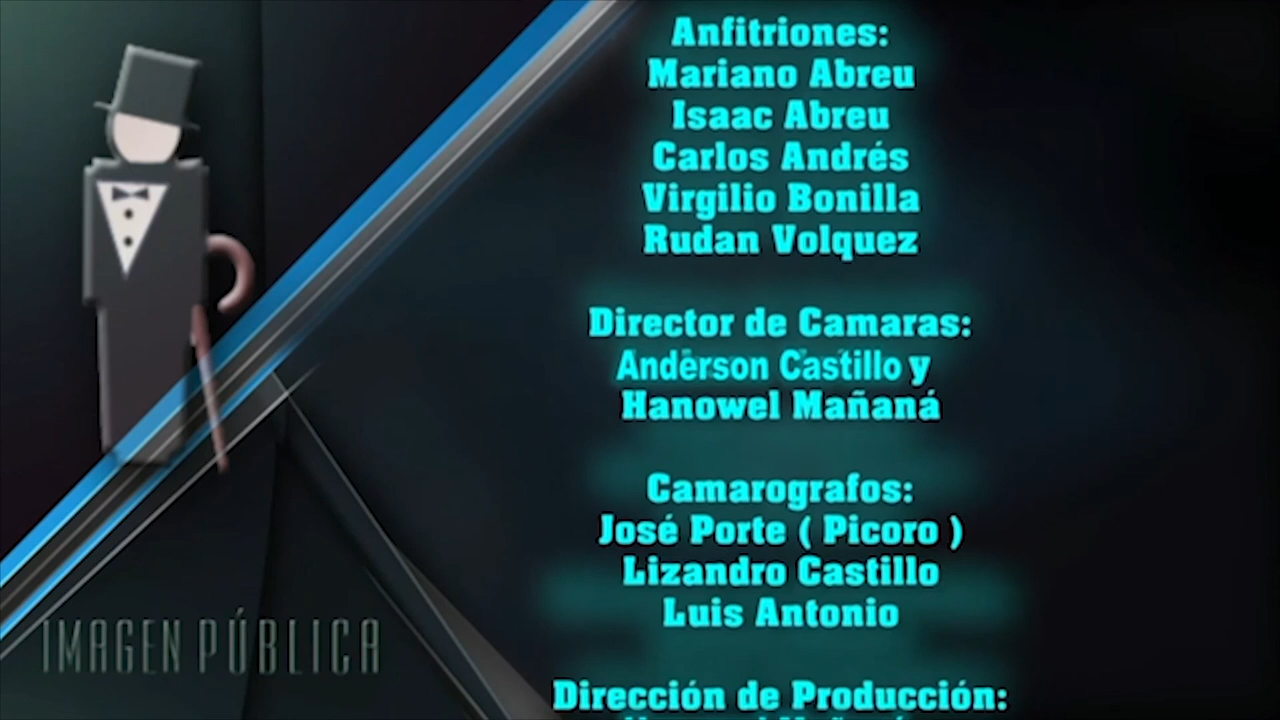 Anfitriones:
Mariano Abreu
Isaac Abreu
Carlos Andrés
Virgilio Bonilla
Rudan Volquez
Director de Camaras:
Anderson Castillo y
Hanowel Mañaná
Camarografos:
José Porte ( Picoro )
Lizandro Castillo
Luis Antonio
Dirección de Producción:
IMAGEN PÚBLICA